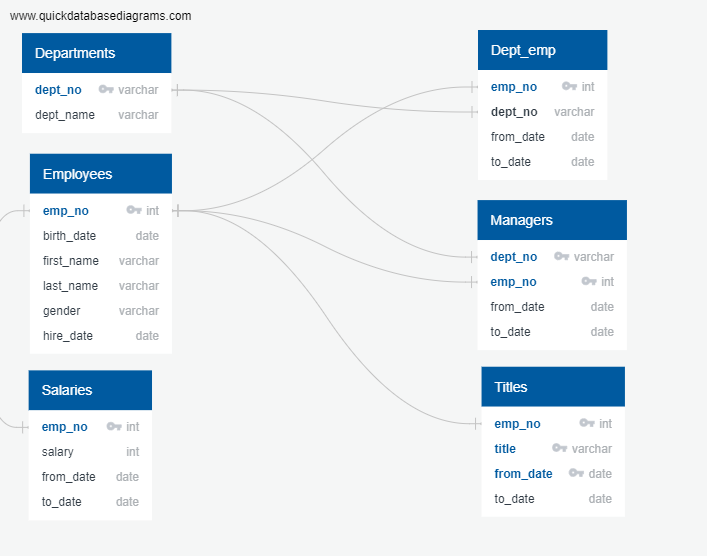 www.quickdatabasediagrams.com
Departments
dept_no varchar
dept_name varchar
Employees
emp_no int
birth_date date
first_name varchar
last_name varchar
gender varchar
hire_date date
Salaries
emp_no int
salary int
from_date date
to_date date
Dept_emp
emp_no int
dept_no varchar
from_date date
to_date date
Managers
dept_no varchar
emp_no int
from_date date
to_date date
Titles
emp_no int
title varchar
from_date date
to_date date